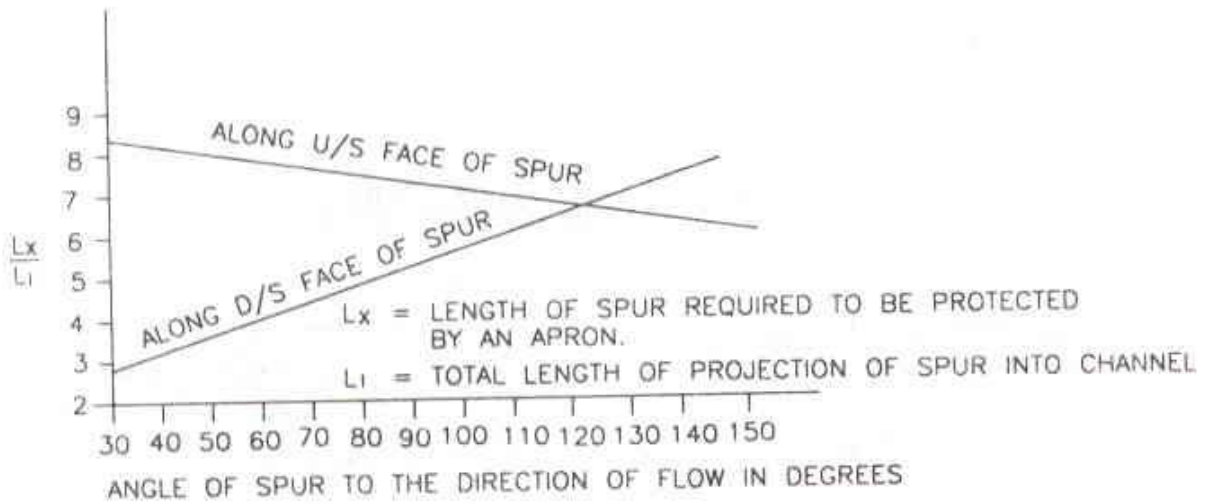 9
8
7
6
5
4
3
2
Lx
L1
ALONG U/S FACE OF SPUR
ALONG D/S FACE OF SPUR
Lx = LENGTH OF SPUR REQUIRED TO BE PROTECTED
BY AN APRON.
L1 = TOTAL LENGTH OF PROJECTION OF SPUR INTO CHANNEL
30 40 50 60 70 80 90 100 110 120 130 140 150
ANGLE OF SPUR TO THE DIRECTION OF FLOW IN DEGREES